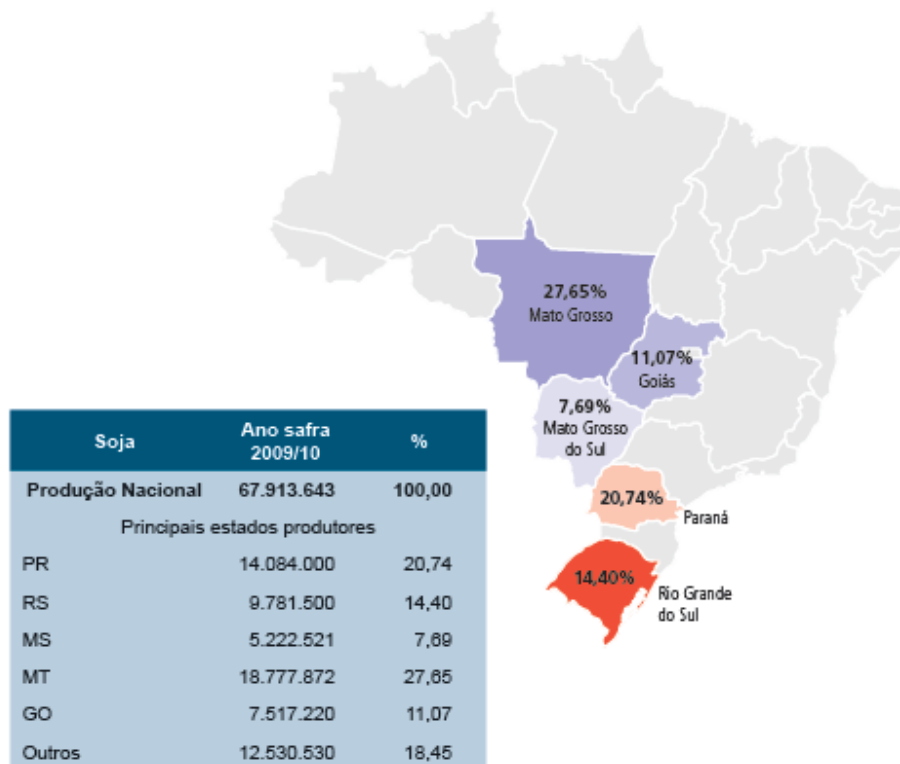 27,65%
Mato Grosso
11,07%
Goiás
7,69%
Mato Grosso
do Sul
20,74%
Paraná
14,40%
Rio Grande
do Sul
Soja Ano safra 2009/10 %
Produção Nacional 67.913.643 100,00
Principais estados produtores
PR 14.084.000 20,74
RS 9.781.500 14,40
MS 5.222.521 7,69
MT 18.777.872 27,65
GO 7.517.220 11,07
Outros 12.530.530 18,45